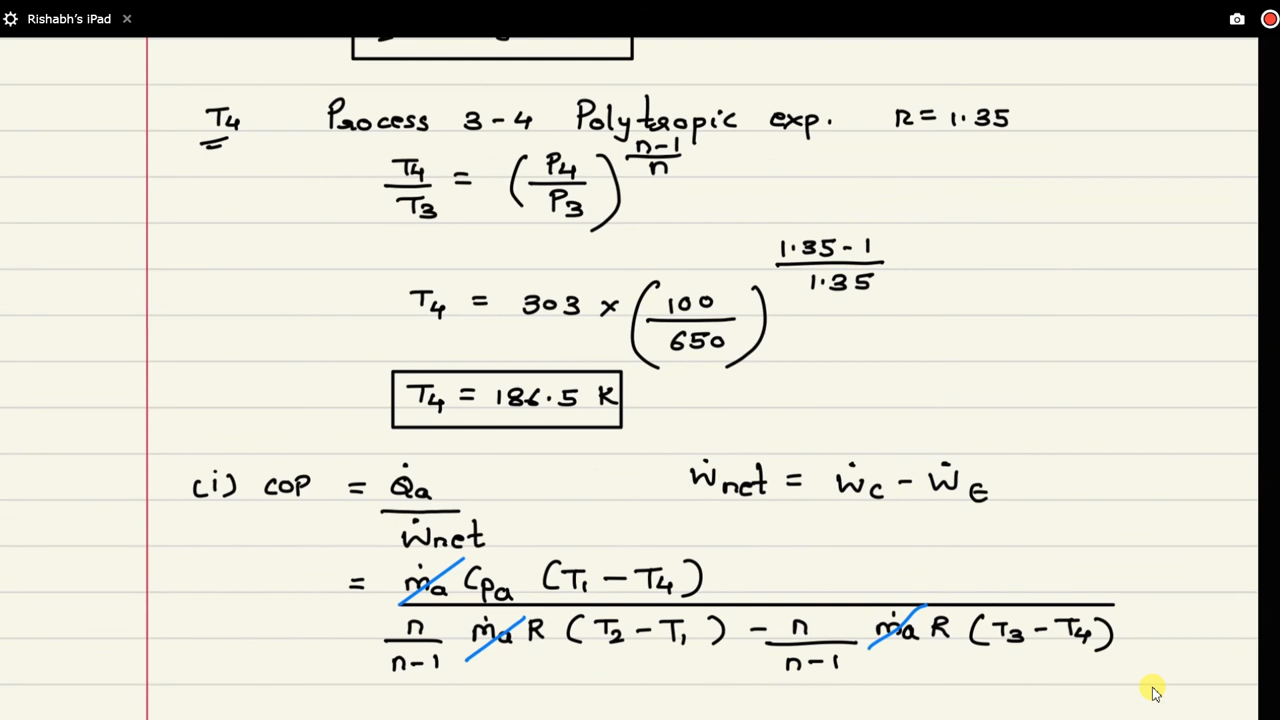 Rishabh's iPad ×
T4 Process 3-4 Polytropic exp. n = 1.35
T4/T3 = (P4/P3)^(n-1/n)
T4 = 303 × (100/650)^(1.35-1/1.35)
T4 = 186.5 K
(i) COP = Q̇a/Ẇnet Ẇnet = ẆC - ẆE
= ṁa Cpa (T1 - T4) / n/n-1 ṁa R (T2 - T1) - n/n-1 ṁa R (T3 - T4)